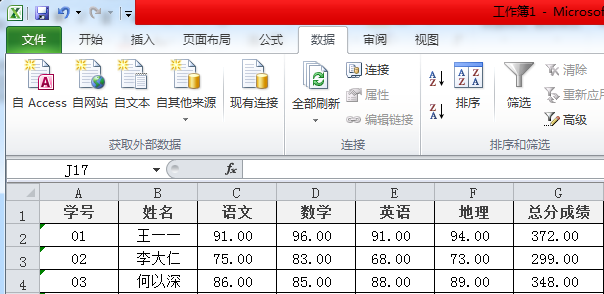 工作簿1 - Microsof
文件 开始 插入 页面布局 公式 数据 审阅 视图
自 Access 自网站 自文本 自其他来源 现有连接 全部刷新 连接 属性 编辑链接 排序 筛选 清除 重新应用 高级
获取外部数据 连接 排序和筛选
J17 fx
A B C D E F G
1 学号 姓名 语文 数学 英语 地理 总分成绩
2 01 王一一 91.00 96.00 91.00 94.00 372.00
3 02 李大仁 75.00 83.00 68.00 73.00 299.00
4 03 何以深 86.00 85.00 88.00 89.00 348.00